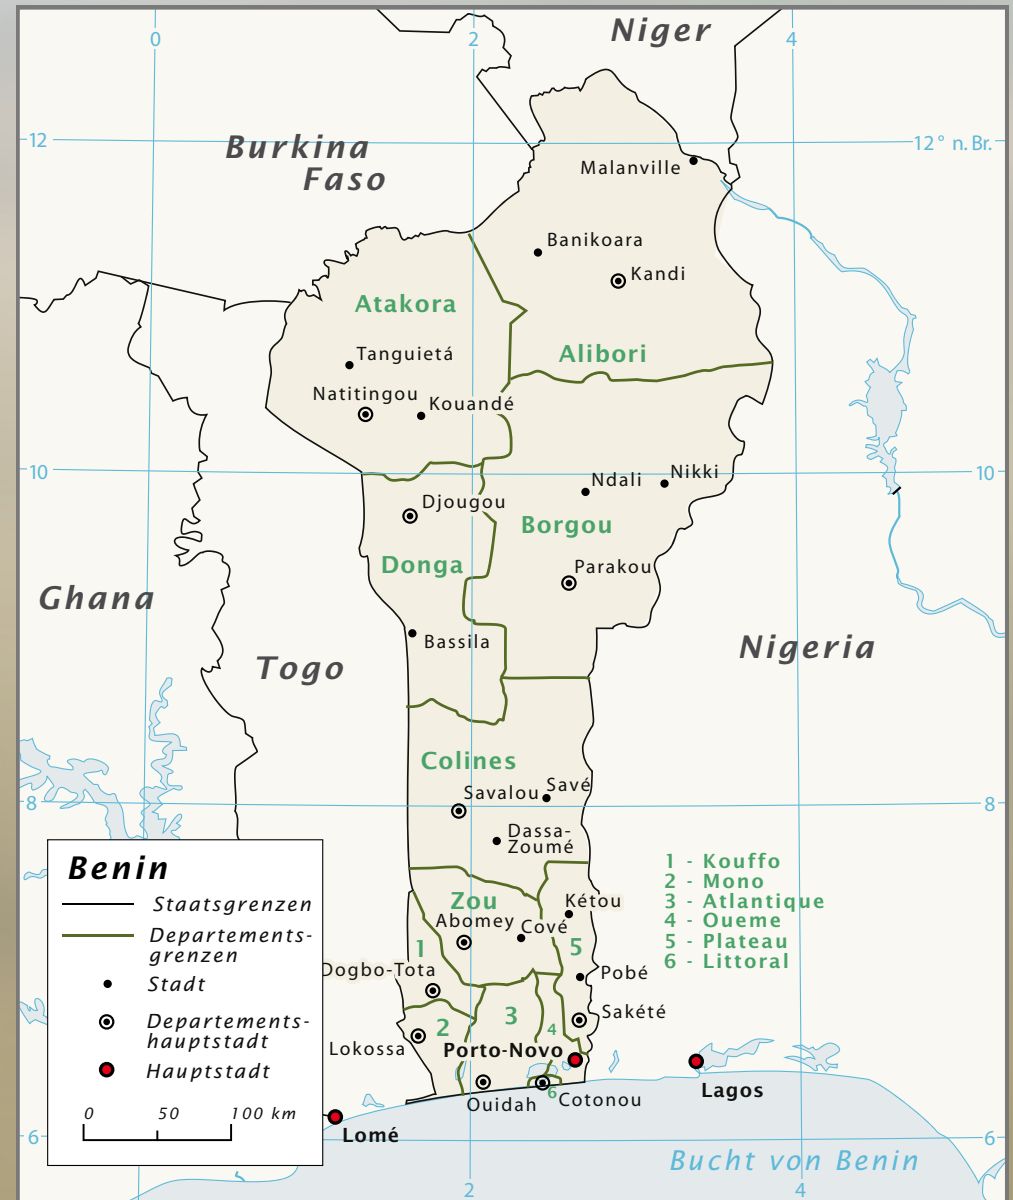 0
2
4
Niger
12
12° n. Br.
Burkina
Faso
Malanville
Banikoara
Kandi
Atakora
Alibori
Tanguietá
Natitingou
Kouandé
10
10
Ndali
Nikki
Djougou
Borgou
Donga
Parakou
Ghana
Bassila
Nigeria
Togo
Colines
Savalou
Savé
8
8
Dassa-
Zoumé
Zou
Kétou
Abomey
Cové
1
5
Dogbo-Tota
Pobé
3
Sakété
2
4
Lokossa
Porto-Novo
Ouidah
6
Cotonou
Lagos
Lomé
6
6
Bucht von Benin
2
4
1 - Kouffo
2 - Mono
3 - Atlantique
4 - Oueme
5 - Plateau
6 - Littoral
Benin
Staatsgrenzen
Departements-
grenzen
Stadt
Departements-
hauptstadt
Hauptstadt
0 50 100 km